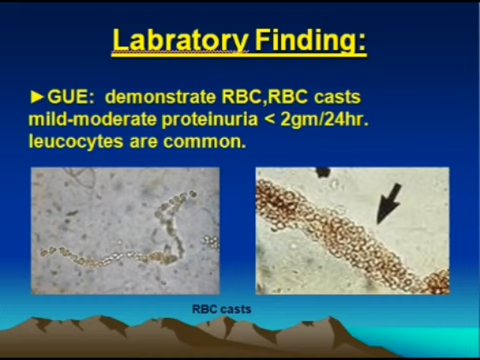 Labratory Finding:
►GUE:  demonstrate RBC,RBC casts
mild-moderate proteinuria < 2gm/24hr.
leucocytes are common.
RBC casts